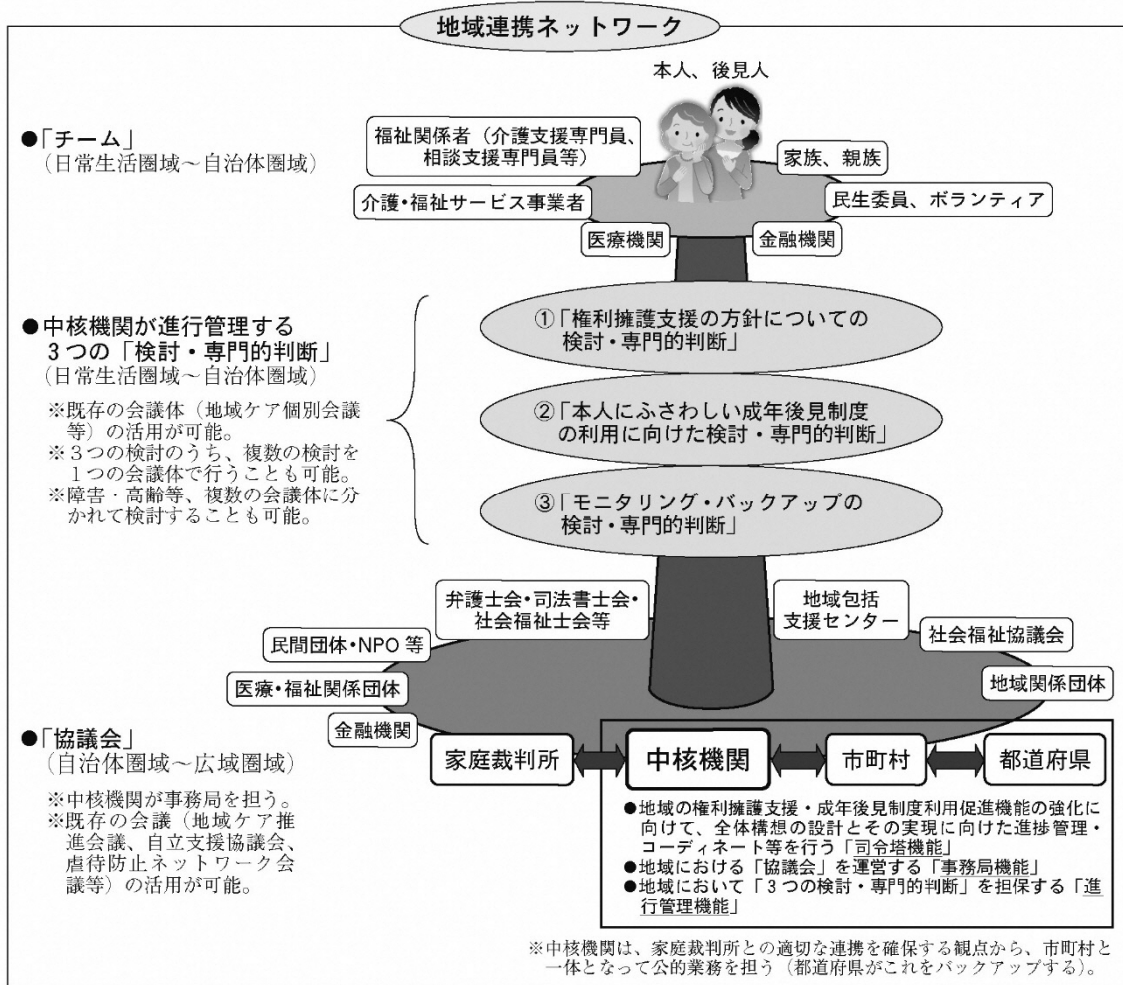 地域連携ネットワーク
本人、後見人
●「チーム」
（日常生活圏域～自治体圏域）
福祉関係者（介護支援専門員、
相談支援専門員等）
家族、親族
介護・福祉サービス事業者
民生委員、ボランティア
医療機関
金融機関
●中核機関が進行管理する
３つの「検討・専門的判断」
（日常生活圏域～自治体圏域）
※既存の会議体（地域ケア個別会議
等）の活用が可能。
※３つの検討のうち、複数の検討を
１つの会議体で行うことも可能。
※障害・高齢等、複数の会議体に分
かれて検討することも可能。
①「権利擁護支援の方針についての
検討・専門的判断」
②「本人にふさわしい成年後見制度
の利用に向けた検討・専門的判断」
③「モニタリング・バックアップの
検討・専門的判断」
弁護士会・司法書士会・
社会福祉士会等
地域包括
支援センター
民間団体・NPO 等
社会福祉協議会
医療・福祉関係団体
地域関係団体
金融機関
●「協議会」
（自治体圏域～広域圏域）
※中核機関が事務局を担う。
※既存の会議（地域ケア推
進会議、自立支援協議会、
虐待防止ネットワーク会
議等）の活用が可能。
家庭裁判所
中核機関
市町村
都道府県
●地域の権利擁護支援・成年後見制度利用促進機能の強化に
向けて、全体構想の設計とその実現に向けた進捗管理・
コーディネート等を行う「司令塔機能」
●地域における「協議会」を運営する「事務局機能」
●地域において「３つの検討・専門的判断」を担保する「進
行管理機能」
※中核機関は、家庭裁判所との適切な連携を確保する観点から、市町村と
一体となって公的業務を担う（都道府県がこれをバックアップする）。